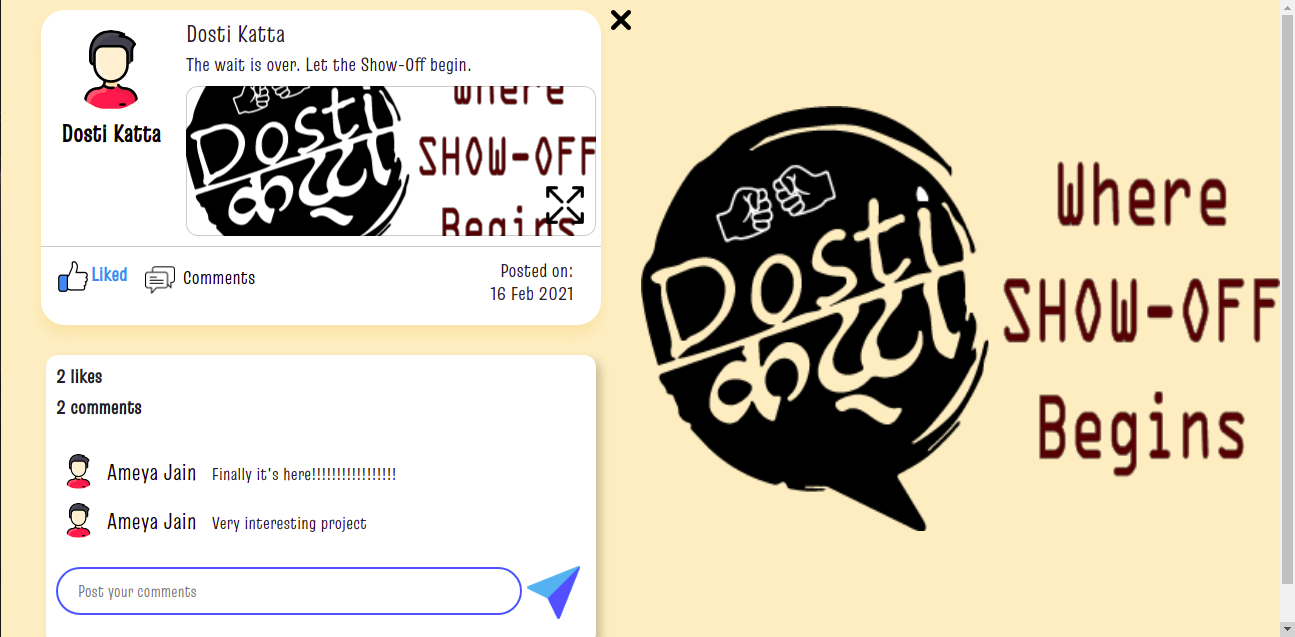 Dosti Katta
The wait is over. Let the Show-Off begin.
Dosti Katta
Dosti
कट्टा
Where
SHOW-OFF
Begins
Liked
Comments
Posted on:
16 Feb 2021
2 likes
2 comments
Ameya Jain Finally it's here!!!!!!!!!!!!!!!!!
Ameya Jain Very interesting project
Post your comments
Dosti
कट्टा
Where
SHOW-OFF
Begins